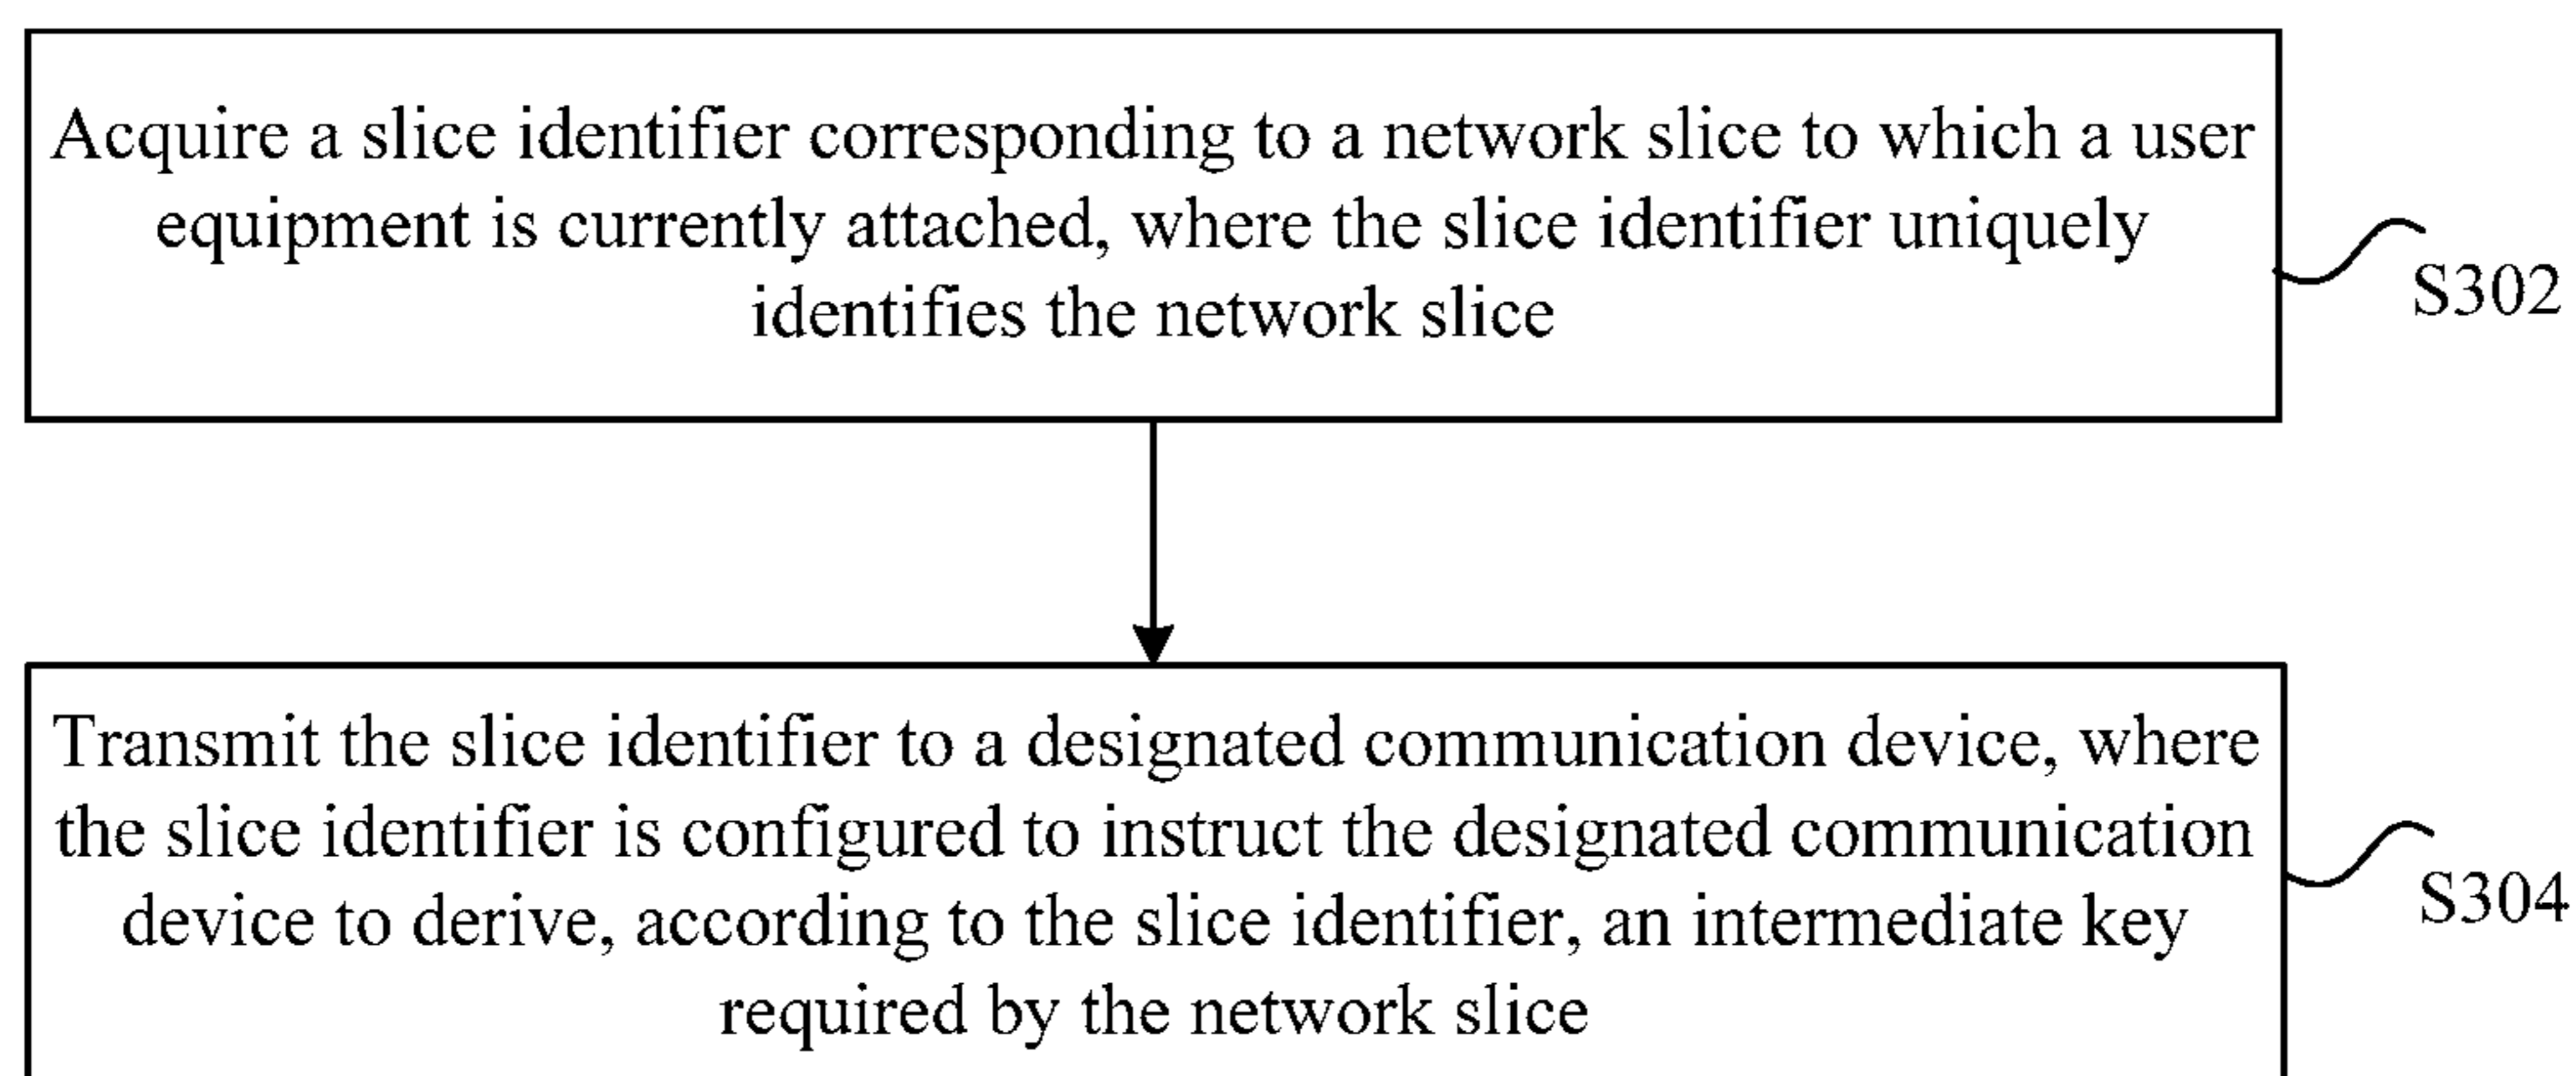 Acquire a slice identifier corresponding to a network slice to which a user
equipment is currently attached, where the slice identifier uniquely
identifies the network slice
S302
Transmit the slice identifier to a designated communication device, where
the slice identifier is configured to instruct the designated communication
device to derive, according to the slice identifier, an intermediate key
required by the network slice
S304